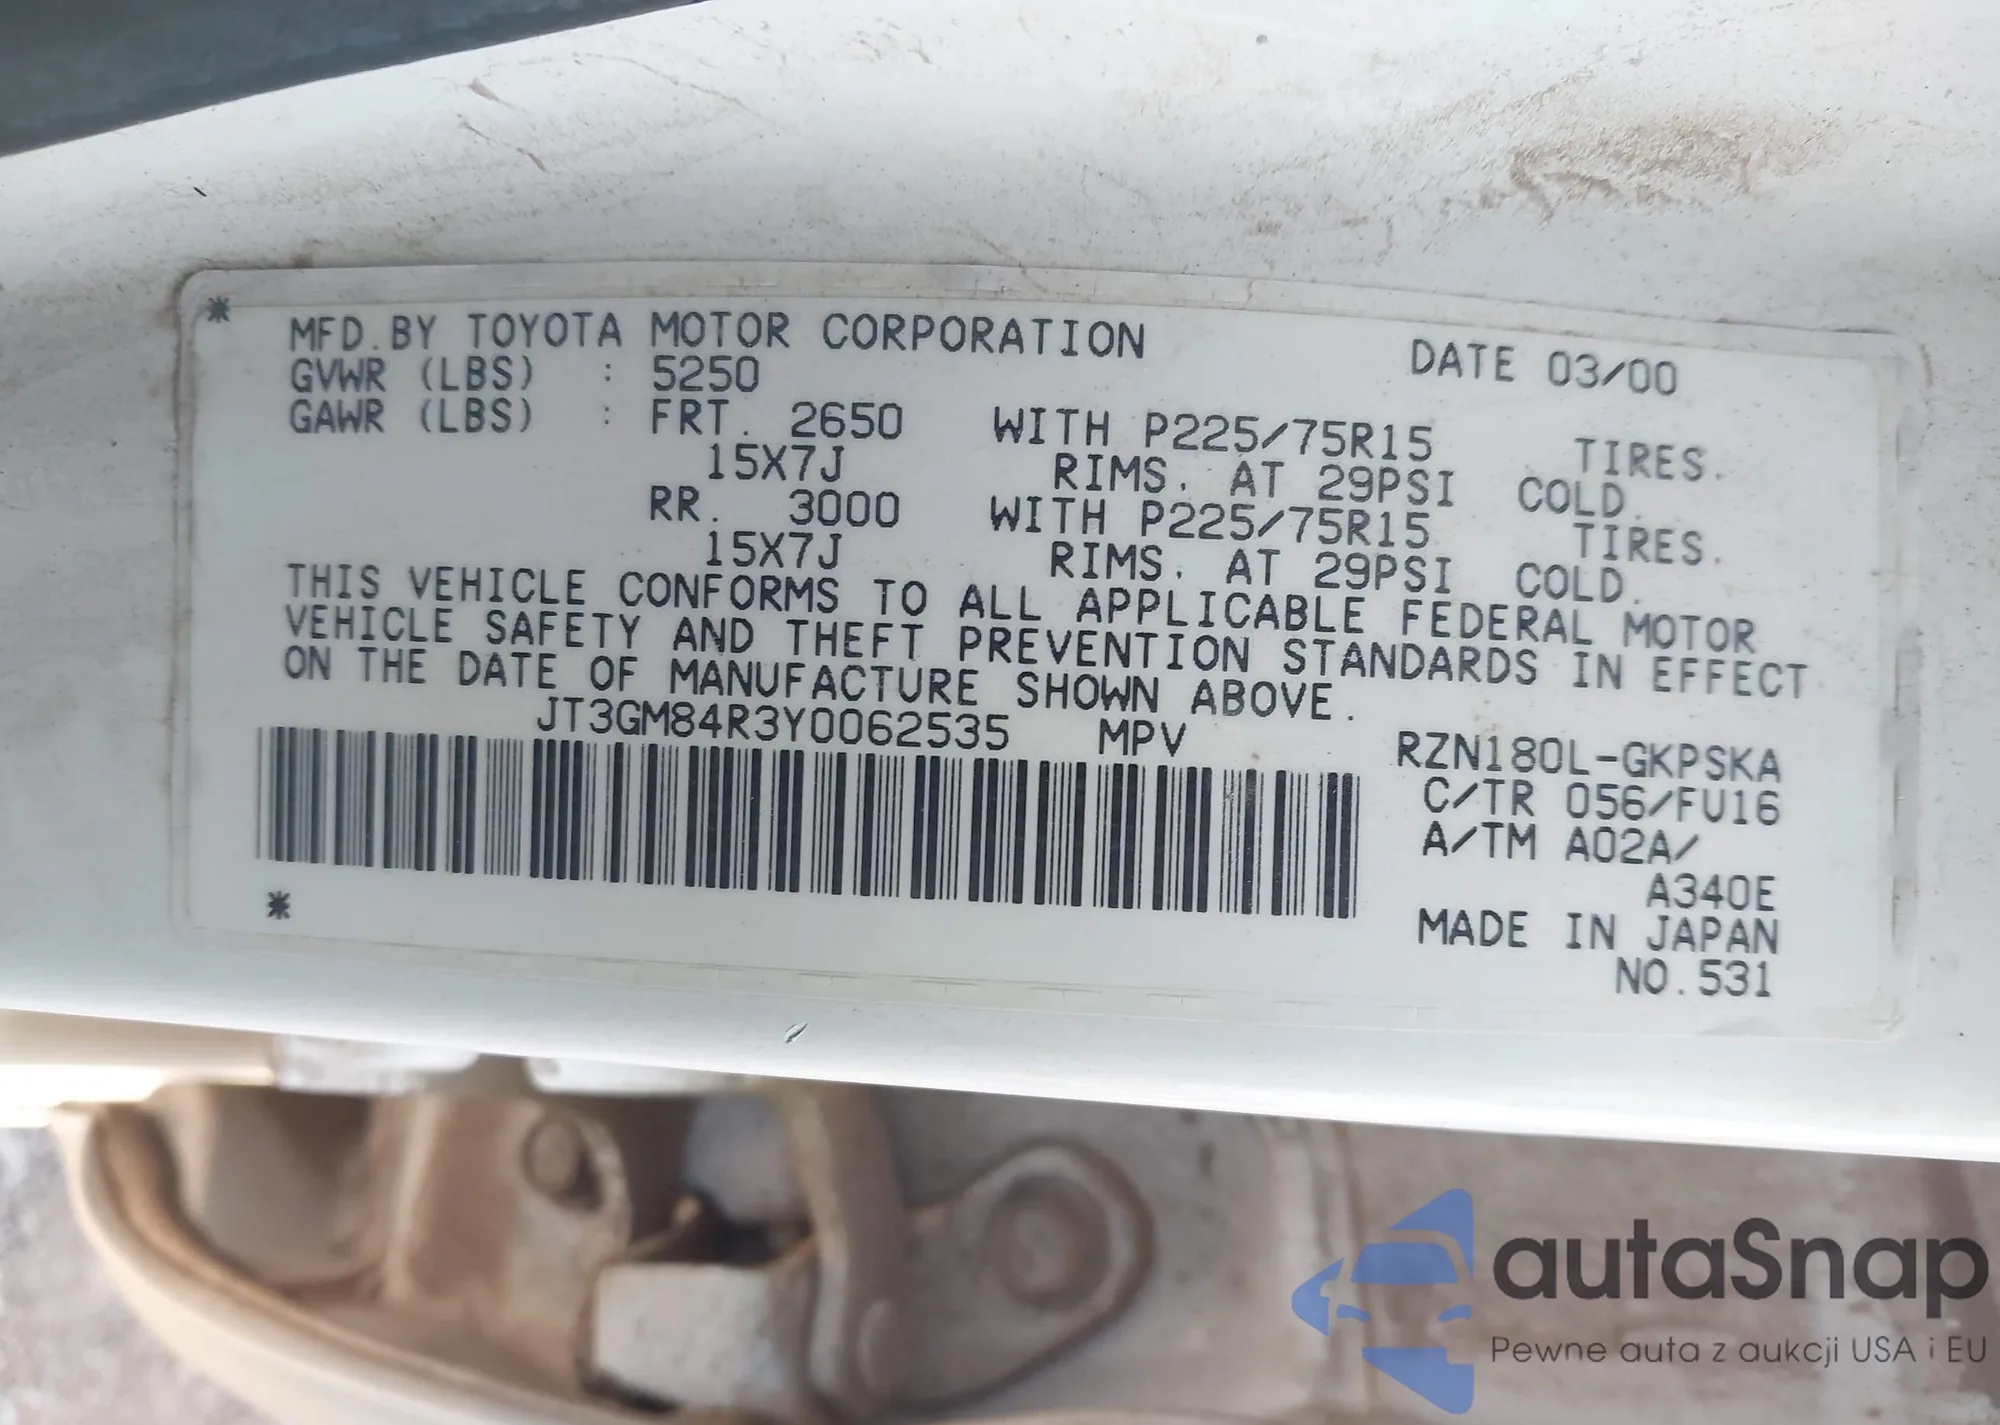 MFD.BY TOYOTA MOTOR CORPORATION DATE 03/00
GVWR (LBS) : 5250
GAWR (LBS) : FRT. 2650 WITH P225/75R15 TIRES.
15X7J RIMS. AT 29PSI COLD.
RR. 3000 WITH P225/75R15 TIRES.
15X7J RIMS. AT 29PSI COLD.
THIS VEHICLE CONFORMS TO ALL APPLICABLE FEDERAL MOTOR
VEHICLE SAFETY AND THEFT PREVENTION STANDARDS IN EFFECT
ON THE DATE OF MANUFACTURE SHOWN ABOVE.
JT3GM84R3Y0062535 MPV RZN180L-GKPSKA
C/TR 056/FU16
A/TM A02A/
A340E
MADE IN JAPAN
NO.531
autaSnap
Pewne auta z aukcji USA i EU